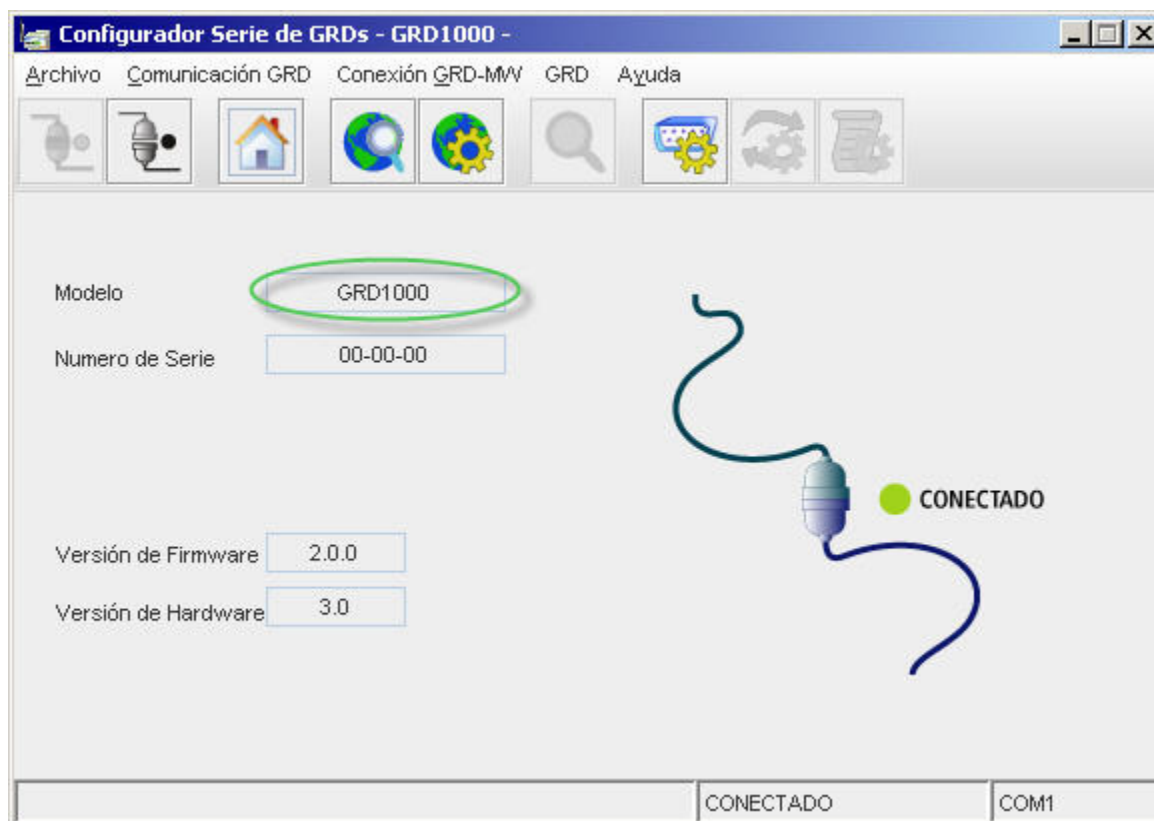 Configurador Serie de GRDs - GRD1000 -
Archivo Comunicación GRD Conexión GRD-MW GRD Ayuda
Modelo GRD1000
Numero de Serie 00-00-00
CONECTADO
Versión de Firmware 2.0.0
Versión de Hardware 3.0
CONECTADO COM1